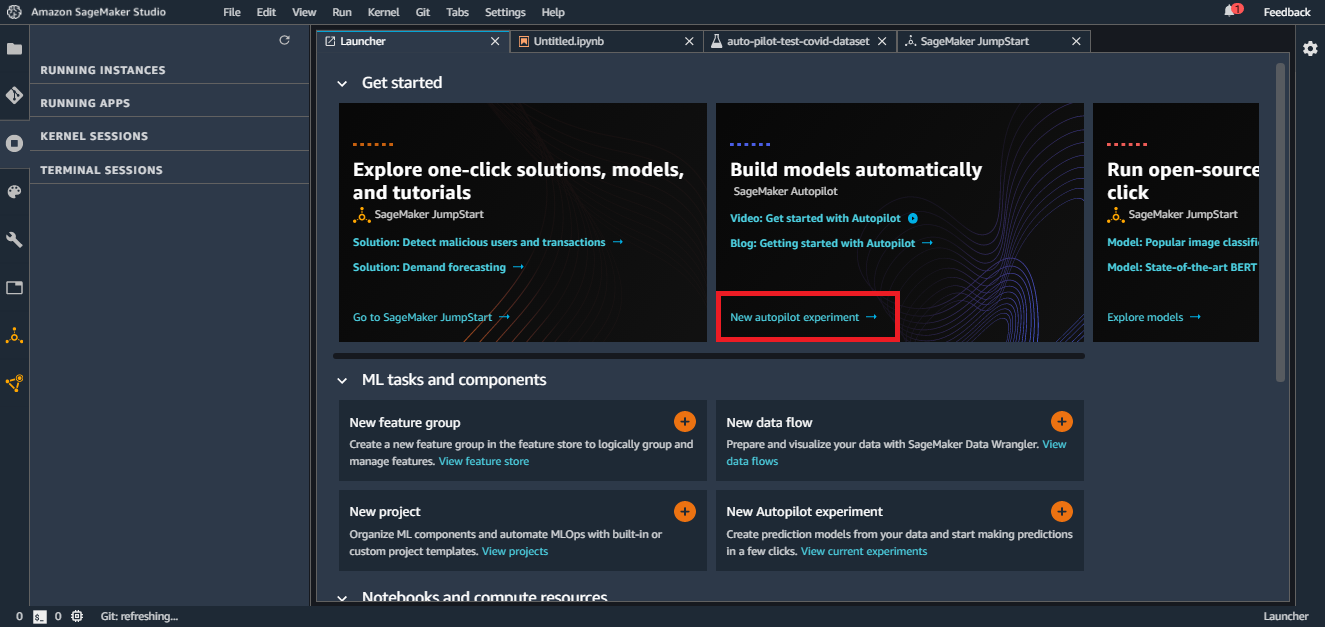 Amazon SageMaker Studio File Edit View Run Kernel Git Tabs Settings Help 1 Feedback
RUNNING INSTANCES
RUNNING APPS
KERNEL SESSIONS
TERMINAL SESSIONS
Launcher Untitled.ipynb auto-pilot-test-covid-dataset SageMaker JumpStart
Get started
Explore one-click solutions, models,
and tutorials
SageMaker JumpStart
Solution: Detect malicious users and transactions
Solution: Demand forecasting
Go to SageMaker JumpStart
Build models automatically
SageMaker Autopilot
Video: Get started with Autopilot
Blog: Getting started with Autopilot
New autopilot experiment
Run open-source
click
SageMaker JumpStart
Model: Popular image classifi
Model: State-of-the-art BERT
Explore models
ML tasks and components
New feature group
Create a new feature group in the feature store to logically group and
manage features. View feature store
New data flow
Prepare and visualize your data with SageMaker Data Wrangler. View
data flows
New project
Organize ML components and automate MLOps with built-in or
custom project templates. View projects
New Autopilot experiment
Create prediction models from your data and start making predictions
in a few clicks. View current experiments
Notebooks and compute resources
0 $_ 0 Git: refreshing... Launcher